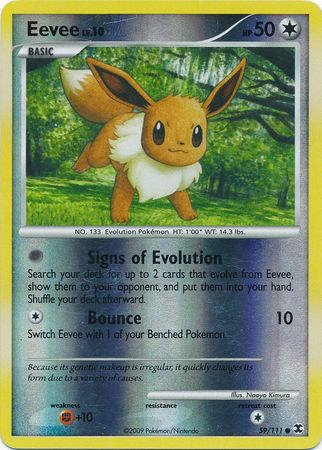 Eevee LV.10 HP 50
BASIC
NO. 133 Evolution Pokémon HT: 1'00" WT: 14.3 lbs.
Signs of Evolution
Search your deck for up to 2 cards that evolve from Eevee,
show them to your opponent, and put them into your hand.
Shuffle your deck afterward.
Bounce 10
Switch Eevee with 1 of your Benched Pokémon.
Because its genetic makeup is irregular, it quickly changes its
form due to a variety of causes.
Illus. Naoyo Kimura
weakness resistance retreat cost
+10
©2009 Pokémon/Nintendo 59/111